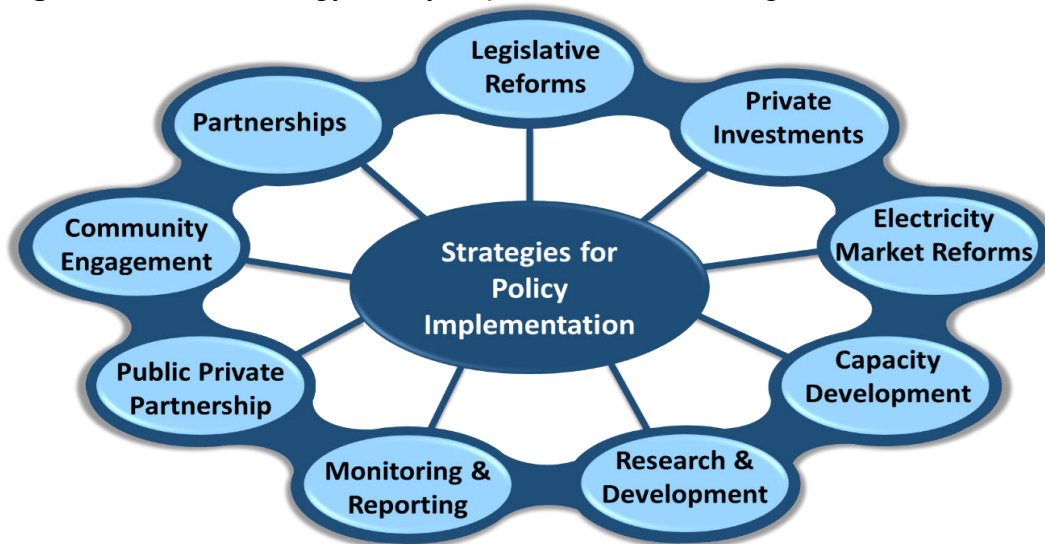 Legislative
Reforms
Private
Investments
Electricity
Market Reforms
Capacity
Development
Research &
Development
Monitoring &
Reporting
Public Private
Partnership
Community
Engagement
Partnerships
Strategies for
Policy
Implementation